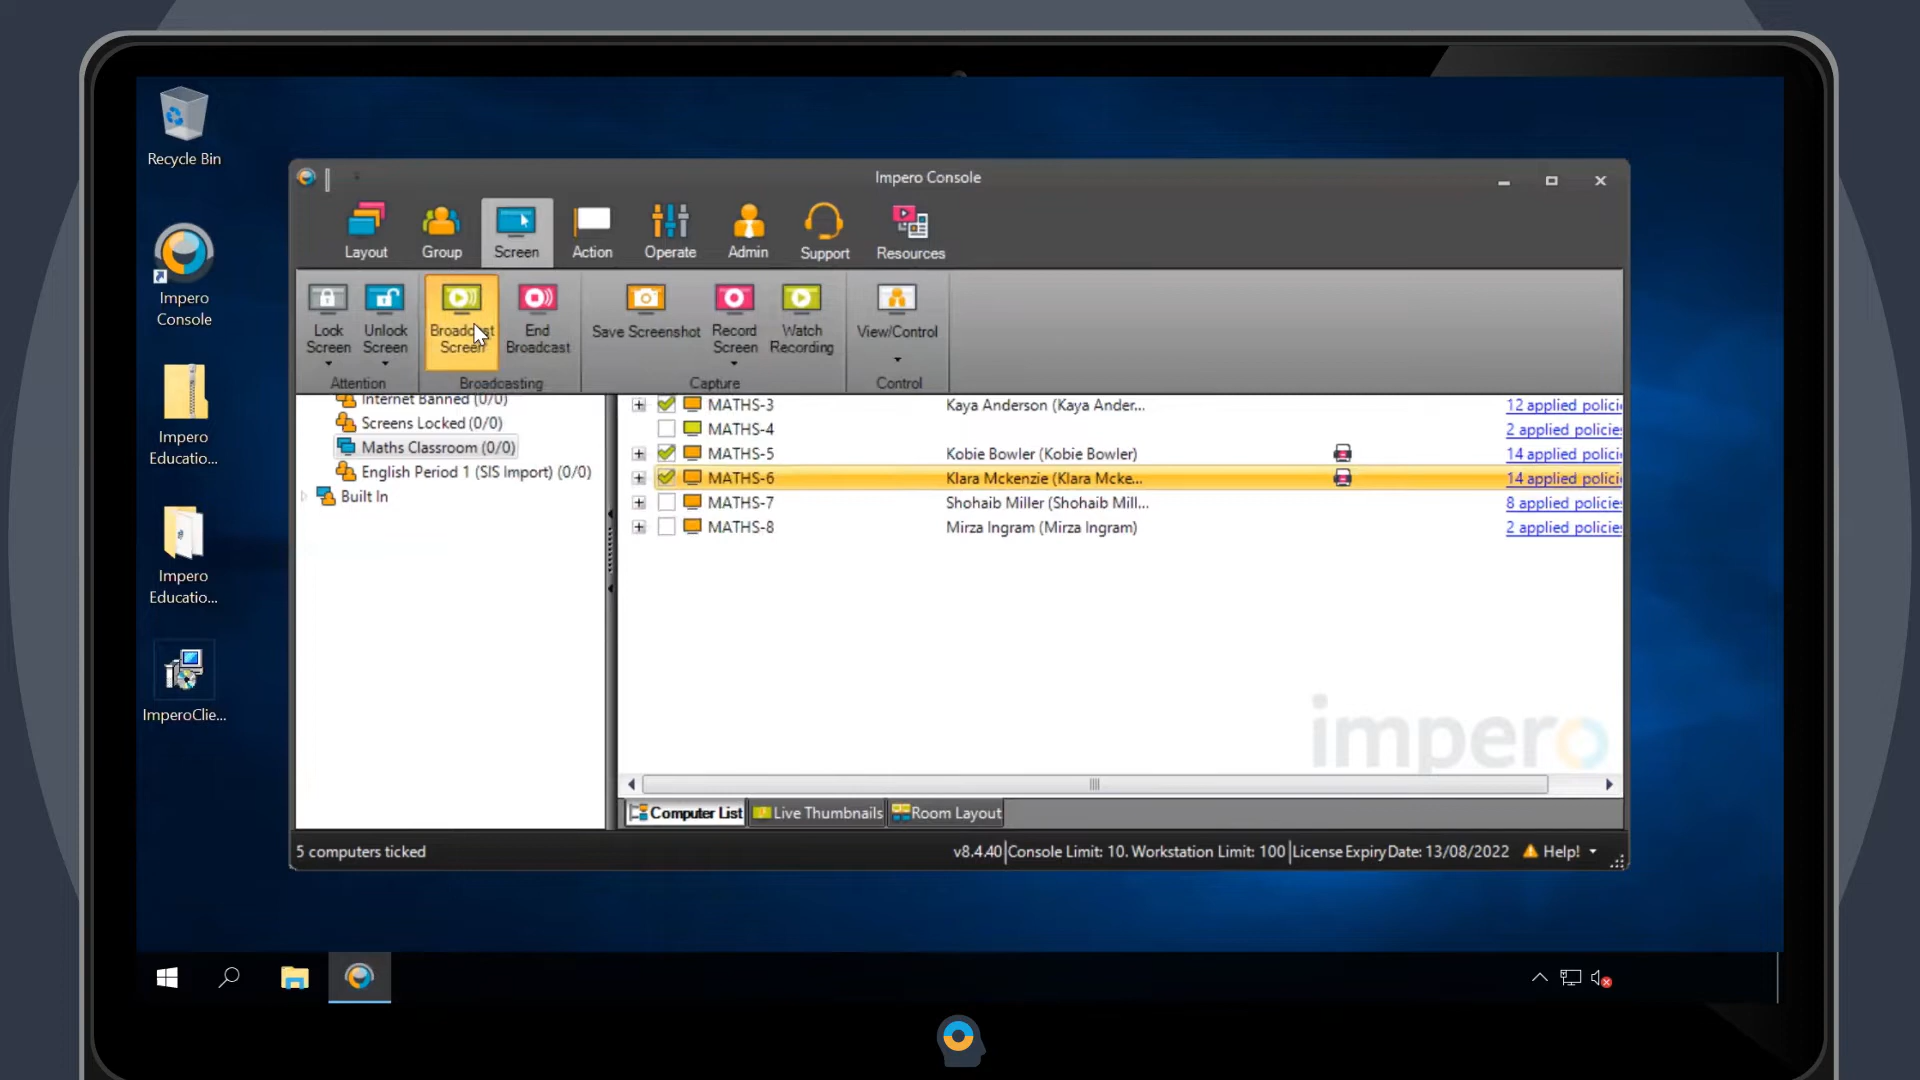 Recycle Bin
Impero
Console
Impero
Educatio...
Impero
Educatio...
ImperoClie...
Impero Console
Layout
Group
Screen
Action
Operate
Admin
Support
Resources
Lock
Screen
Unlock
Screen
Broadcast
Screen
End
Broadcast
Save Screenshot
Record
Screen
Watch
Recording
View/Control
Attention
Broadcasting
Capture
Control
Internet Banned (0/0)
Screens Locked (0/0)
Maths Classroom (0/0)
English Period 1 (SIS Import) (0/0)
Built In
MATHS-3 Kaya Anderson (Kaya Ander... 12 applied polici
MATHS-4 2 applied policie
MATHS-5 Kobie Bowler (Kobie Bowler) 14 applied polici
MATHS-6 Klara Mckenzie (Klara Mcke... 14 applied polici
MATHS-7 Shohaib Miller (Shohaib Mill... 8 applied policie
MATHS-8 Mirza Ingram (Mirza Ingram) 2 applied policie
impero
Computer List
Live Thumbnails
Room Layout
5 computers ticked
v8.4.40 Console Limit: 10. Workstation Limit: 100 License Expiry Date: 13/08/2022 Help!